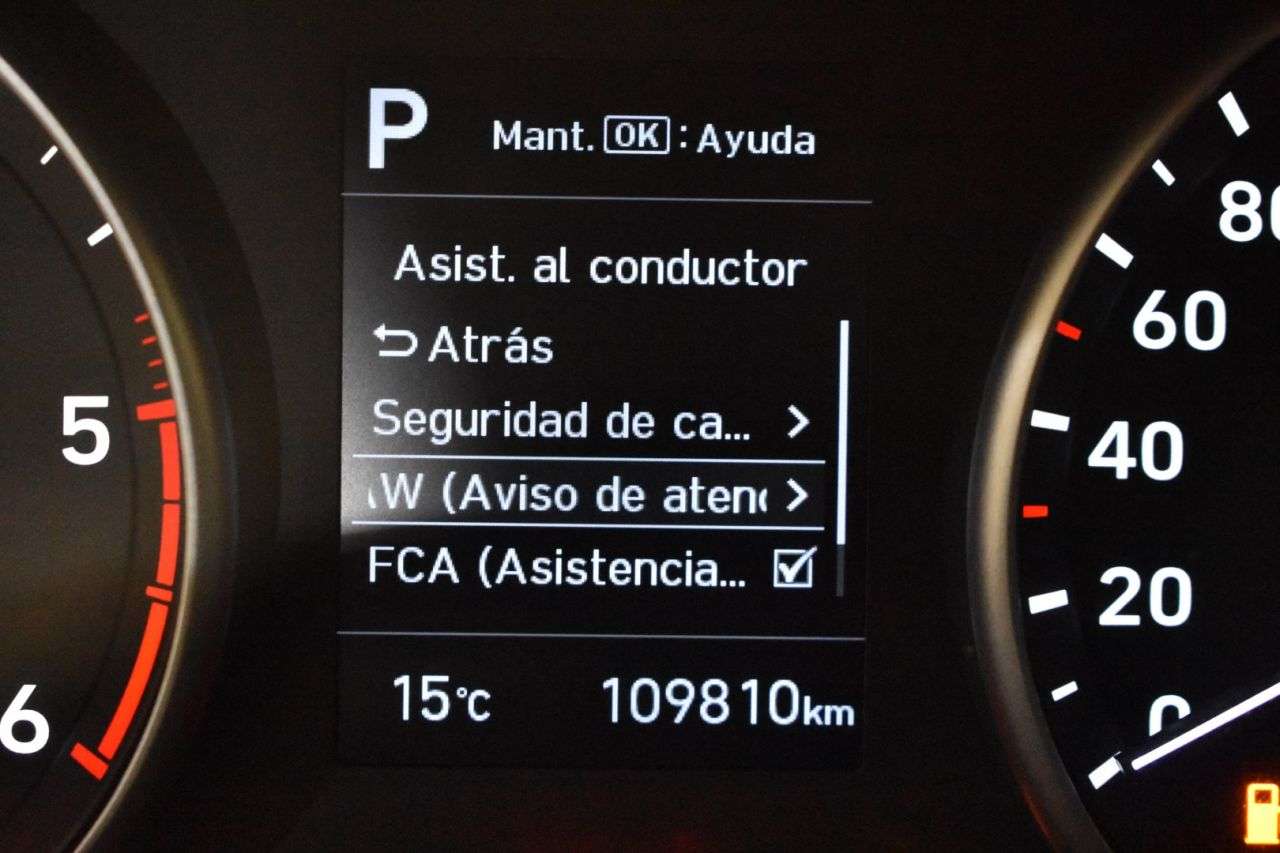 P
Mant. OK : Ayuda
Asist. al conductor
Atrás
Seguridad de ca...
W (Aviso de aten
FCA (Asistencia...
15°C 109810km
5
6
80
60
40
20
0